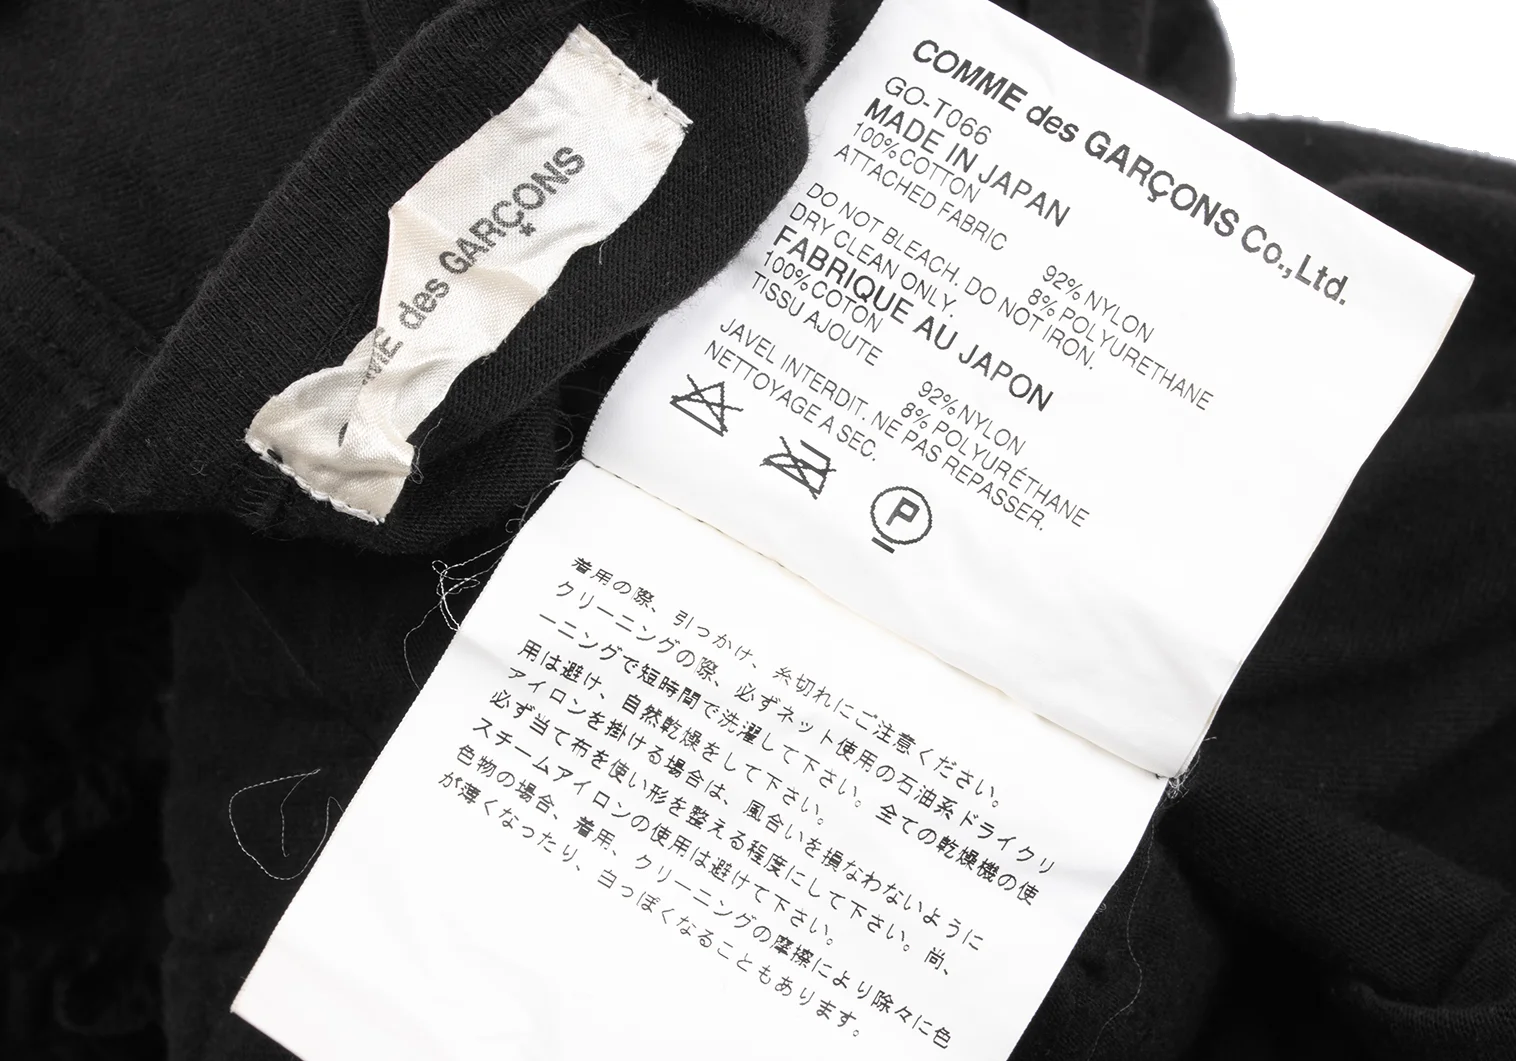 des GARÇONS
COMME des GARÇONS Co., Ltd.
GO-T066
MADE IN JAPAN
100% COTTON
ATTACHED FABRIC
92% NYLON
8% POLYURETHANE
DO NOT BLEACH. DO NOT IRON.
DRY CLEAN ONLY.
FABRIQUE AU JAPON
100% COTON
TISSU AJOUTE
92% NYLON
8% POLYURÉTHANE
JAVEL INTERDIT. NE PAS REPASSER.
NETTOYAGE A SEC.
P
着用の際、引つかけ、糸切れにご注意ください。
クリーニングの際、必ずネット使用の石油系ドライクリ
ーニングで短時間で洗濯して下さい。全ての乾燥機の使
用は避け、自然乾燥をして下さい。
アイロンを掛ける場合は、風合いを損なわないように
必ず当て布を使い形を整える程度にして下さい。尚、
スチームアイロンの使用は避けて下さい。
色物の場合、着用、クリーニングの摩擦により除々に色
が薄くなったり、白っぽくなることもあります。